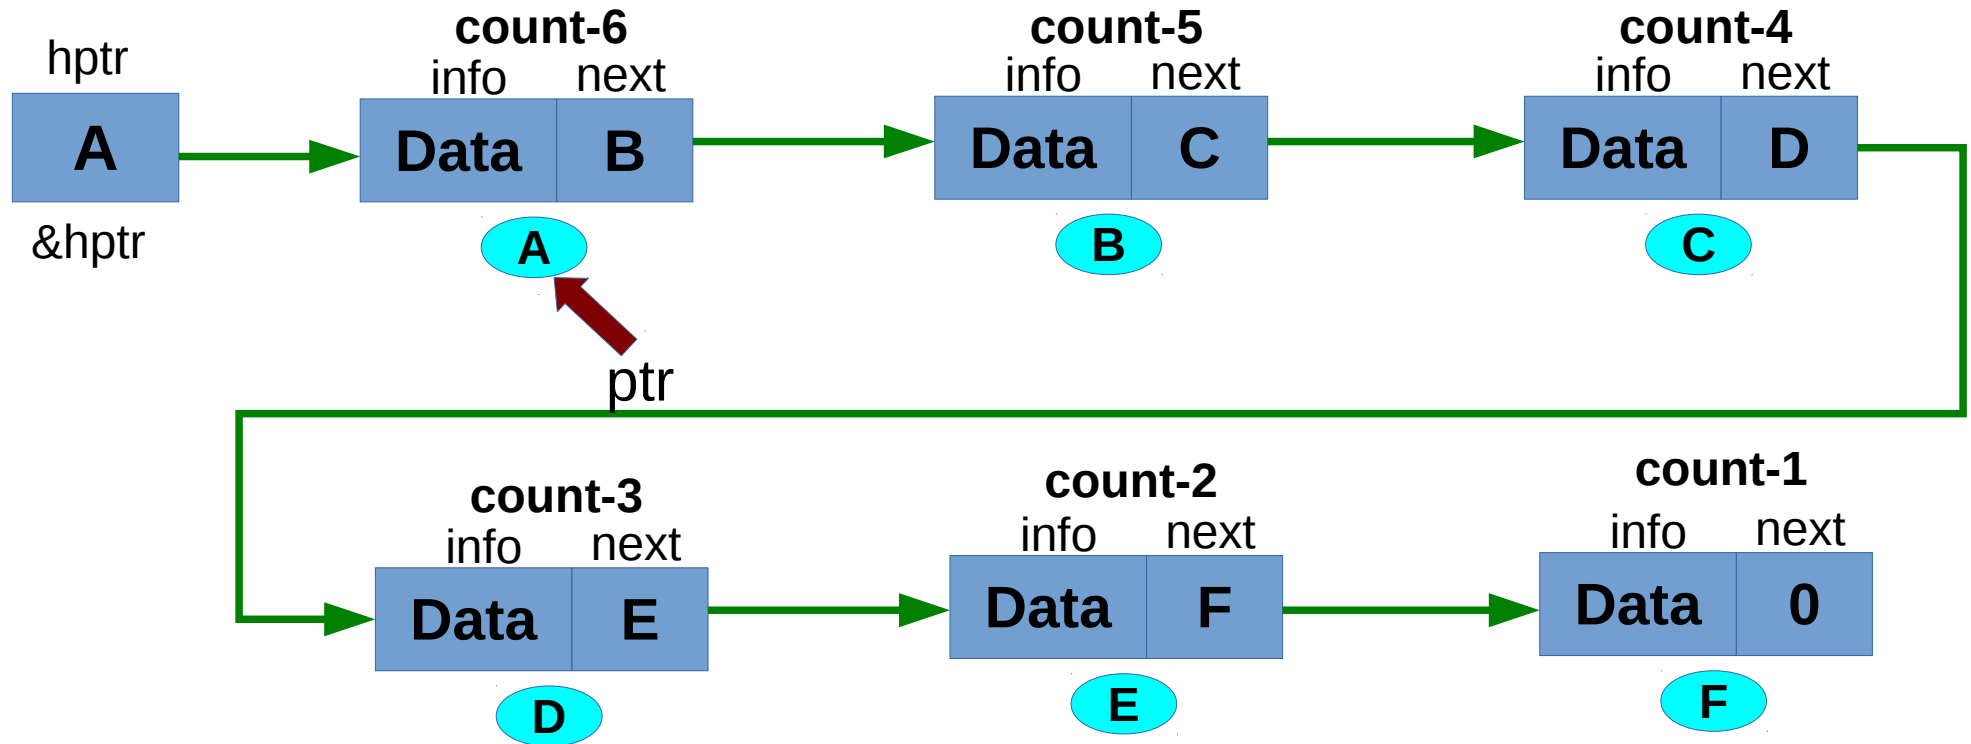 hptr
A
&hptr
count-6
info next
Data B
A
ptr
count-5
info next
Data C
B
count-4
info next
Data D
C
count-3
info next
Data E
D
count-2
info next
Data F
E
count-1
info next
Data 0
F